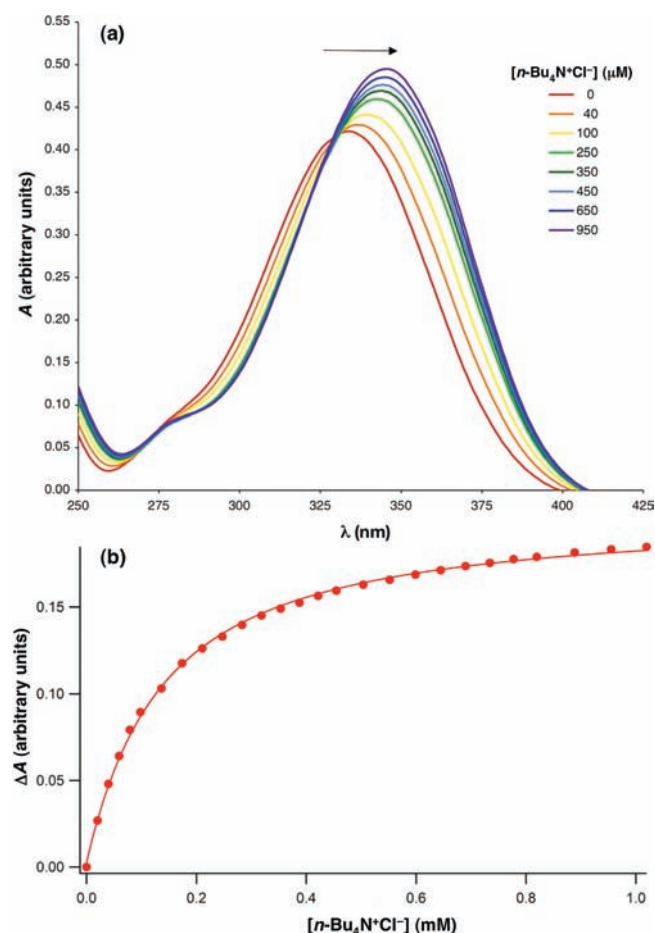 (a)
[n-Bu₄N⁺Cl⁻] (μM)
0
40
100
250
350
450
650
950
A (arbitrary units)
0.55
0.50
0.45
0.40
0.35
0.30
0.25
0.20
0.15
0.10
0.05
0.00
250 275 300 325 350 375 400 425
λ (nm)
(b)
ΔA (arbitrary units)
0.15
0.10
0.05
0.00
0.0 0.2 0.4 0.6 0.8 1.0
[n-Bu₄N⁺Cl⁻] (mM)